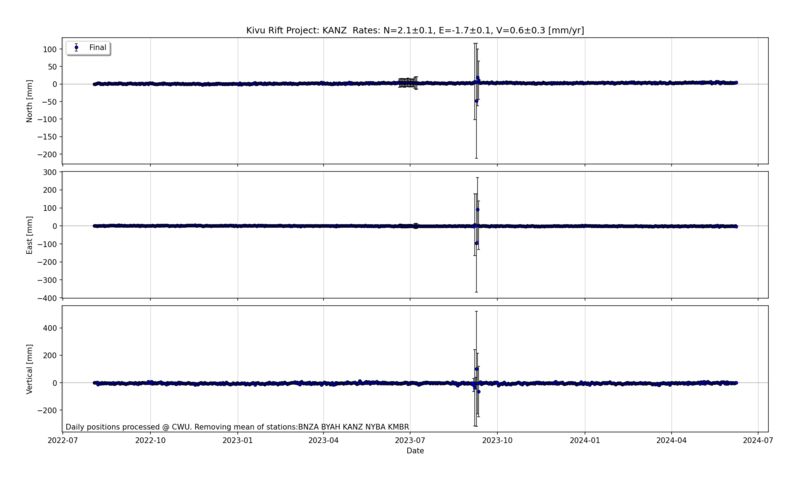 Kivu Rift Project: KANZ  Rates: N=2.1±0.1, E=-1.7±0.1, V=0.6±0.3 [mm/yr]
Final
100
50
0
−50
−100
−150
−200
North [mm]
300
200
100
0
−100
−200
−300
−400
East [mm]
400
200
0
−200
Vertical [mm]
Daily positions processed @ CWU. Removing mean of stations:BNZA BYAH KANZ NYBA KMBR
2022-07 2022-10 2023-01 2023-04 2023-07 2023-10 2024-01 2024-04 2024-07
Date